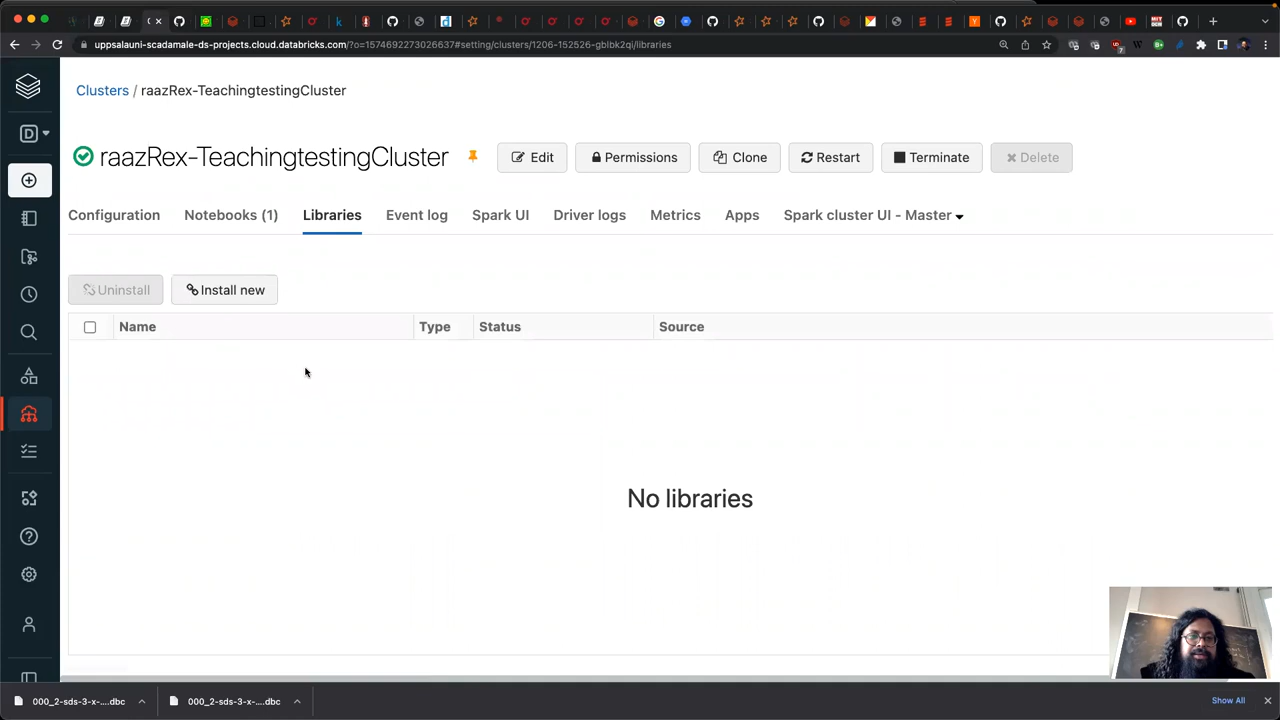 uppsalauni-scadamale-ds-projects.cloud.databricks.com/?o=1574692273026637#setting/clusters/1206-152526-gblbk2qi/libraries
D
Clusters / raazRex-TeachingtestingCluster
raazRex-TeachingtestingCluster
Edit
Permissions
Clone
Restart
Terminate
Delete
Configuration
Notebooks (1)
Libraries
Event log
Spark UI
Driver logs
Metrics
Apps
Spark cluster UI - Master
Uninstall
Install new
Name
Type
Status
Source
No libraries
000_2-sds-3-x-....dbc
000_2-sds-3-x-....dbc
Show All